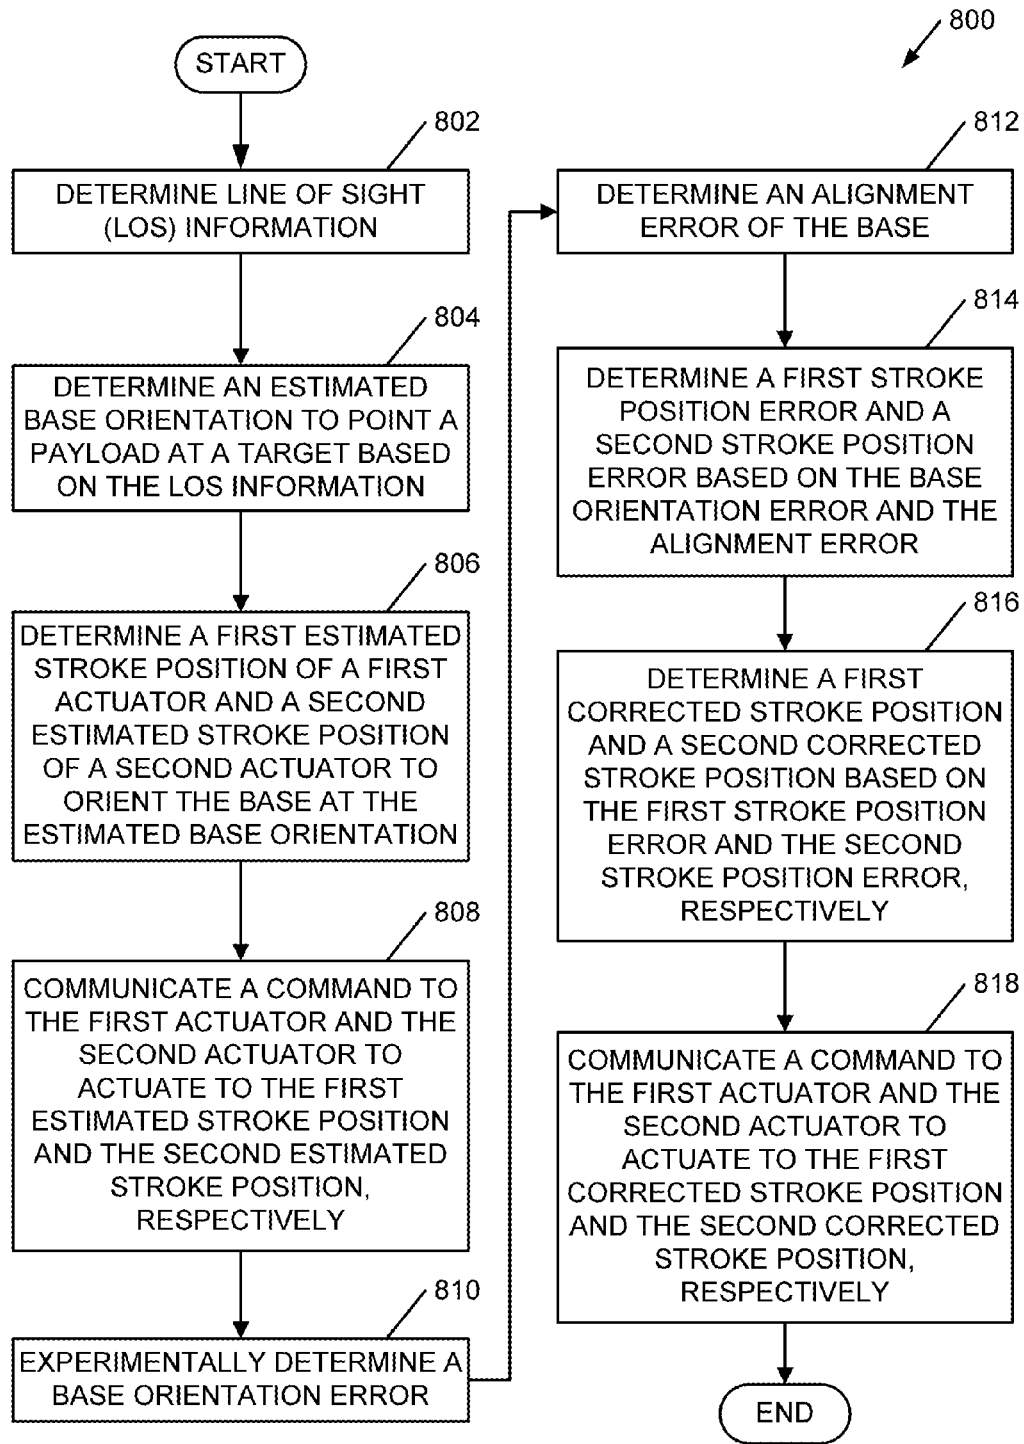 800
START
802
DETERMINE LINE OF SIGHT
(LOS) INFORMATION
804
DETERMINE AN ESTIMATED
BASE ORIENTATION TO POINT A
PAYLOAD AT A TARGET BASED
ON THE LOS INFORMATION
806
DETERMINE A FIRST ESTIMATED
STROKE POSITION OF A FIRST
ACTUATOR AND A SECOND
ESTIMATED STROKE POSITION
OF A SECOND ACTUATOR TO
ORIENT THE BASE AT THE
ESTIMATED BASE ORIENTATION
808
COMMUNICATE A COMMAND TO
THE FIRST ACTUATOR AND THE
SECOND ACTUATOR TO
ACTUATE TO THE FIRST
ESTIMATED STROKE POSITION
AND THE SECOND ESTIMATED
STROKE POSITION,
RESPECTIVELY
810
EXPERIMENTALLY DETERMINE A
BASE ORIENTATION ERROR
812
DETERMINE AN ALIGNMENT
ERROR OF THE BASE
814
DETERMINE A FIRST STROKE
POSITION ERROR AND A
SECOND STROKE POSITION
ERROR BASED ON THE BASE
ORIENTATION ERROR AND THE
ALIGNMENT ERROR
816
DETERMINE A FIRST
CORRECTED STROKE POSITION
AND A SECOND CORRECTED
STROKE POSITION BASED ON
THE FIRST STROKE POSITION
ERROR AND THE SECOND
STROKE POSITION ERROR,
RESPECTIVELY
818
COMMUNICATE A COMMAND TO
THE FIRST ACTUATOR AND THE
SECOND ACTUATOR TO
ACTUATE TO THE FIRST
CORRECTED STROKE POSITION
AND THE SECOND CORRECTED
STROKE POSITION,
RESPECTIVELY
END